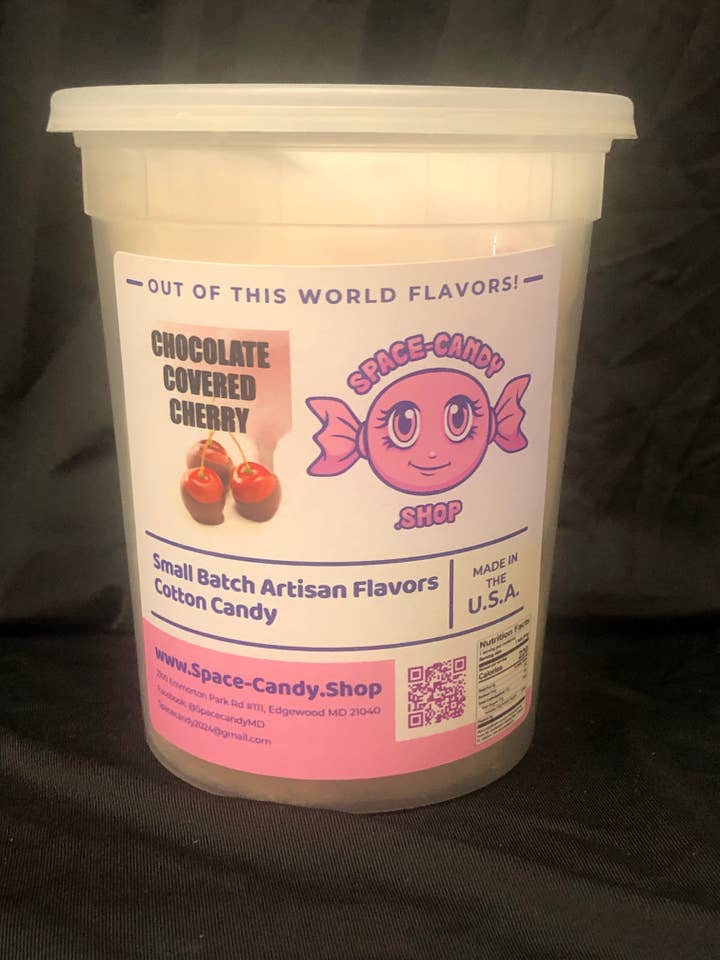 OUT OF THIS WORLD FLAVORS!
CHOCOLATE
COVERED
CHERRY
SPACE-CANDY
.SHOP
Small Batch Artisan Flavors
Cotton Candy
MADE IN
THE
U.S.A.
www.Space-Candy.Shop
Emmorton Park Rd #111, Edgewood MD 21040
Facebook @SpacecandyMD
Spacecandy2024@gmail.com
Nutrition Facts
Calories